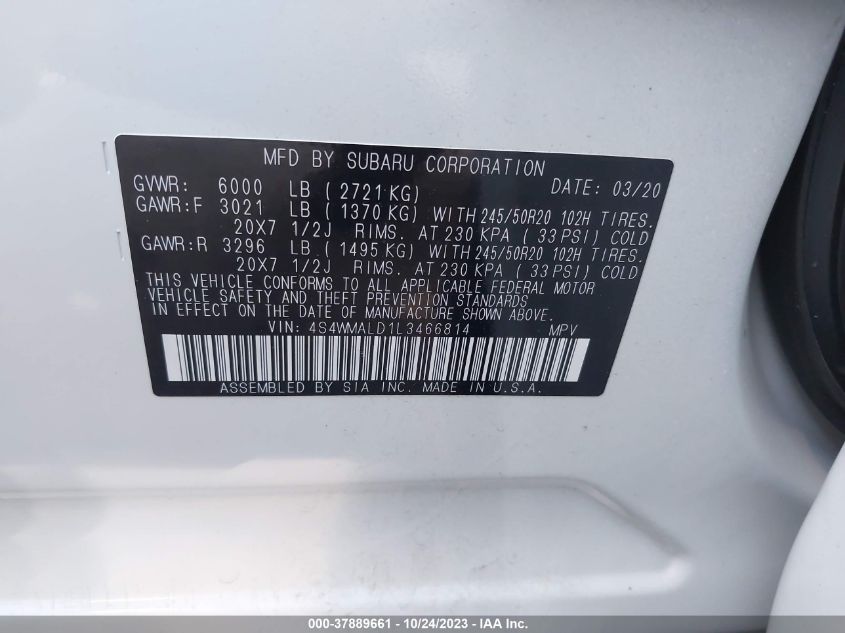 MFD BY SUBARU CORPORATION
GVWR: 6000 LB ( 2721 KG) DATE: 03/20
GAWR:F 3021 LB ( 1370 KG) WITH 245/50R20 102H TIRES.
20X7 1/2J RIMS. AT 230 KPA ( 33 PSI) COLD
GAWR:R 3296 LB ( 1495 KG) WITH 245/50R20 102H TIRES.
20X7 1/2J RIMS. AT 230 KPA ( 33 PSI) COLD
THIS VEHICLE CONFORMS TO ALL APPLICABLE FEDERAL MOTOR
VEHICLE SAFETY AND THEFT PREVENTION STANDARDS
IN EFFECT ON THE DATE OF MANUFACTURE SHOWN ABOVE.
VIN: 4S4WMALD1L3466814 MPV
ASSEMBLED BY SIA INC. MADE IN U.S.A.
000-37889661 - 10/24/2023 - IAA Inc.